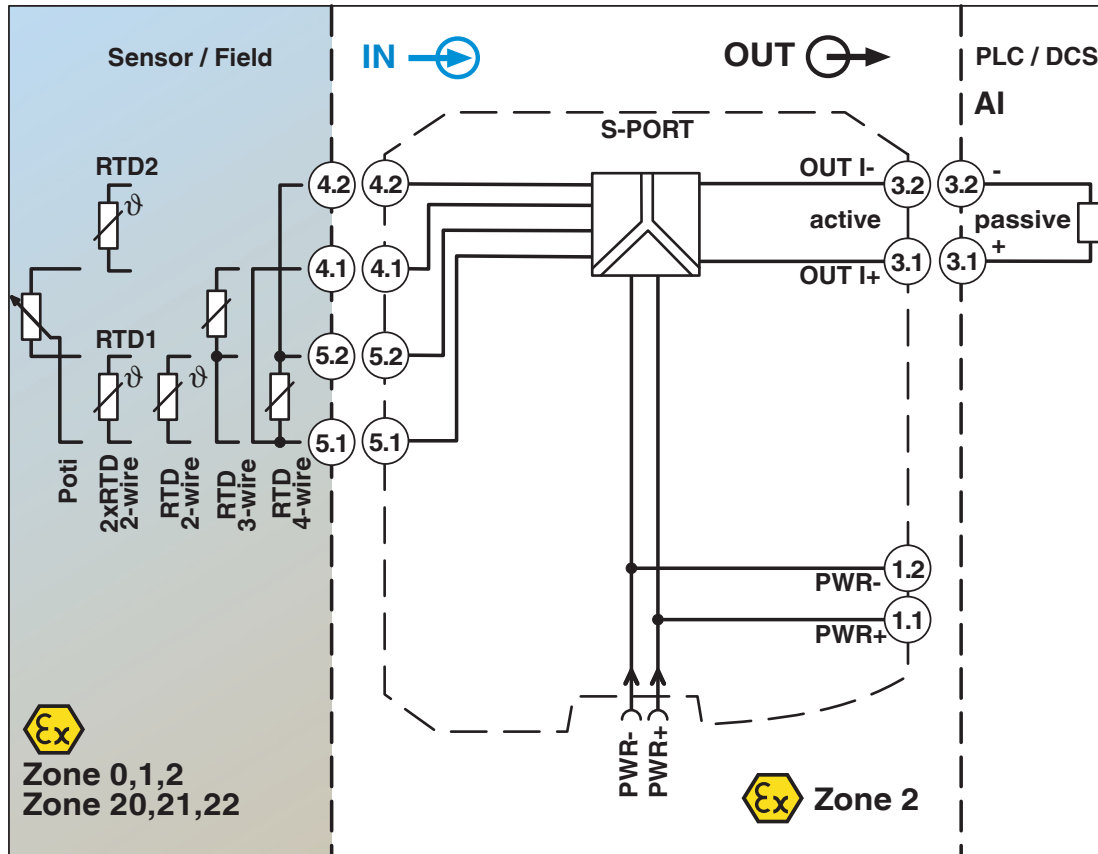 Sensor / Field
IN
OUT
PLC / DCS
AI
S-PORT
RTD2
ϑ
4.2
4.2
OUT I-
3.2
3.2
-
active
passive
4.1
4.1
OUT I+
3.1
3.1
+
RTD1
ϑ
ϑ
5.2
5.2
5.1
5.1
Poti
2xRTD
2-wire
RTD
2-wire
RTD
3-wire
RTD
4-wire
PWR-
1.2
PWR+
1.1
PWR-
PWR+
Ex
Zone 0,1,2
Zone 20,21,22
Ex
Zone 2